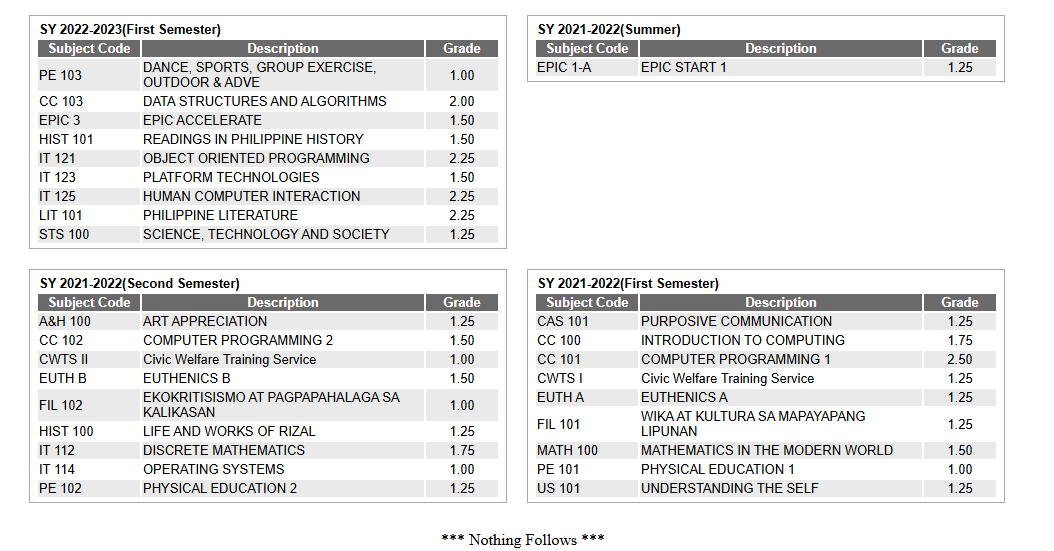 SY 2022-2023(First Semester)
Subject Code Description Grade
PE 103 DANCE, SPORTS, GROUP EXERCISE, OUTDOOR & ADVE 1.00
CC 103 DATA STRUCTURES AND ALGORITHMS 2.00
EPIC 3 EPIC ACCELERATE 1.50
HIST 101 READINGS IN PHILIPPINE HISTORY 1.50
IT 121 OBJECT ORIENTED PROGRAMMING 2.25
IT 123 PLATFORM TECHNOLOGIES 1.50
IT 125 HUMAN COMPUTER INTERACTION 2.25
LIT 101 PHILIPPINE LITERATURE 2.25
STS 100 SCIENCE, TECHNOLOGY AND SOCIETY 1.25
SY 2021-2022(Summer)
Subject Code Description Grade
EPIC 1-A EPIC START 1 1.25
SY 2021-2022(Second Semester)
Subject Code Description Grade
A&H 100 ART APPRECIATION 1.25
CC 102 COMPUTER PROGRAMMING 2 1.50
CWTS II Civic Welfare Training Service 1.00
EUTH B EUTHENICS B 1.50
FIL 102 EKOKRITISISMO AT PAGPAPAHALAGA SA KALIKASAN 1.00
HIST 100 LIFE AND WORKS OF RIZAL 1.25
IT 112 DISCRETE MATHEMATICS 1.75
IT 114 OPERATING SYSTEMS 1.00
PE 102 PHYSICAL EDUCATION 2 1.25
SY 2021-2022(First Semester)
Subject Code Description Grade
CAS 101 PURPOSIVE COMMUNICATION 1.25
CC 100 INTRODUCTION TO COMPUTING 1.75
CC 101 COMPUTER PROGRAMMING 1 2.50
CWTS I Civic Welfare Training Service 1.25
EUTH A EUTHENICS A 1.25
FIL 101 WIKA AT KULTURA SA MAPAYAPANG LIPUNAN 1.25
MATH 100 MATHEMATICS IN THE MODERN WORLD 1.50
PE 101 PHYSICAL EDUCATION 1 1.00
US 101 UNDERSTANDING THE SELF 1.25
*** Nothing Follows ***